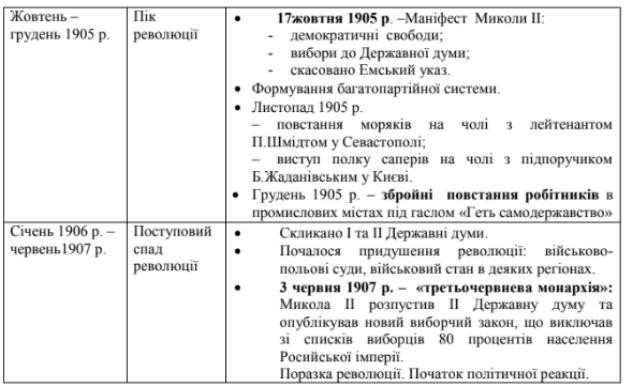 Жовтень –
грудень 1905 р.
Пік
революції
• 17жовтня 1905 р. –Маніфест Миколи ІІ:
- демократичні свободи;
- вибори до Державної думи;
- скасовано Емський указ.
• Формування багатопартійної системи.
• Листопад 1905 р.
– повстання моряків на чолі з лейтенантом
П.Шмідтом у Севастополі;
– виступ полку саперів на чолі з підпоручиком
Б.Жаданівським у Києві.
• Грудень 1905 р. – збройні повстання робітників в
промислових містах під гаслом «Геть самодержавство»
Січень 1906 р. –
червень1907 р.
Поступовий
спад
революції
• Скликано І та ІІ Державні думи.
• Почалося придушення революції: військово-
польові суди, військовий стан в деяких регіонах.
• 3 червня 1907 р. – «третьочервнева монархія»:
Микола ІІ розпустив ІІ Державну думу та
опублікував новий виборчий закон, що виключав
зі списків виборців 80 процентів населення
Росийської імперії.
Поразка революції. Початок політичної реакції.